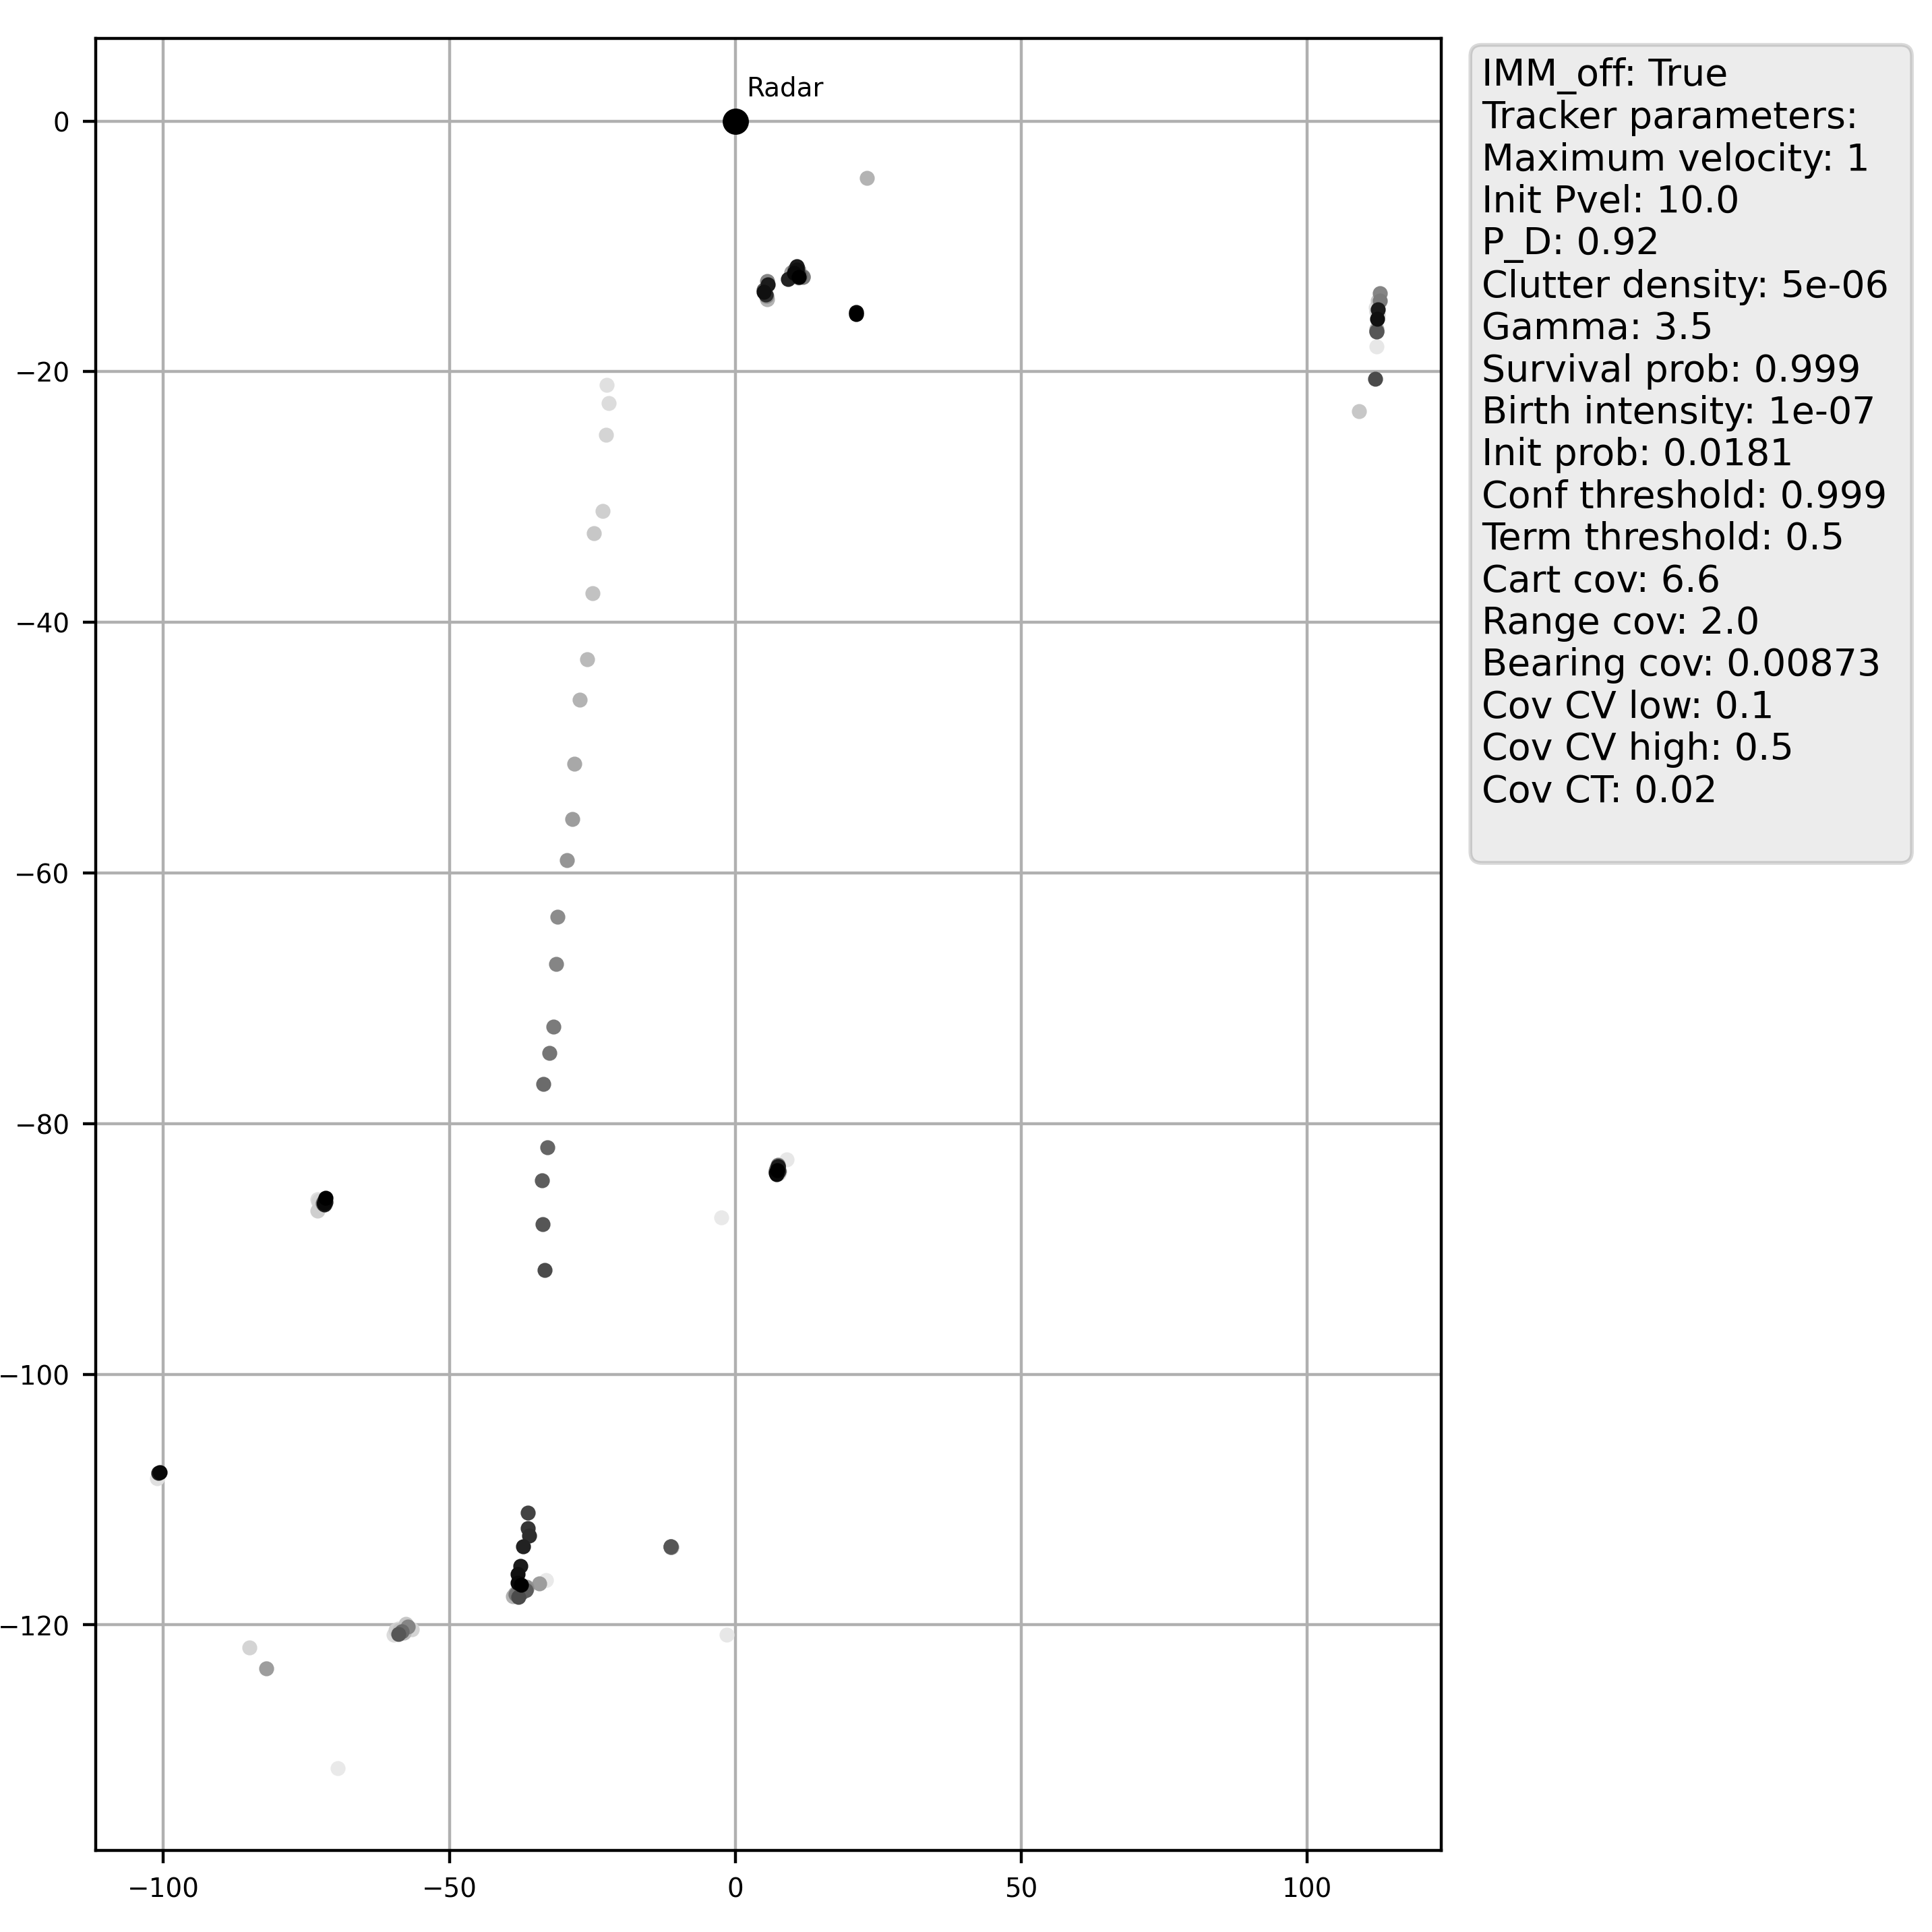 Radar
0
−20
−40
−60
−80
−100
−120
−100
−50
0
50
100
IMM_off: True
Tracker parameters:
Maximum velocity: 1
Init Pvel: 10.0
P_D: 0.92
Clutter density: 5e-06
Gamma: 3.5
Survival prob: 0.999
Birth intensity: 1e-07
Init prob: 0.0181
Conf threshold: 0.999
Term threshold: 0.5
Cart cov: 6.6
Range cov: 2.0
Bearing cov: 0.00873
Cov CV low: 0.1
Cov CV high: 0.5
Cov CT: 0.02